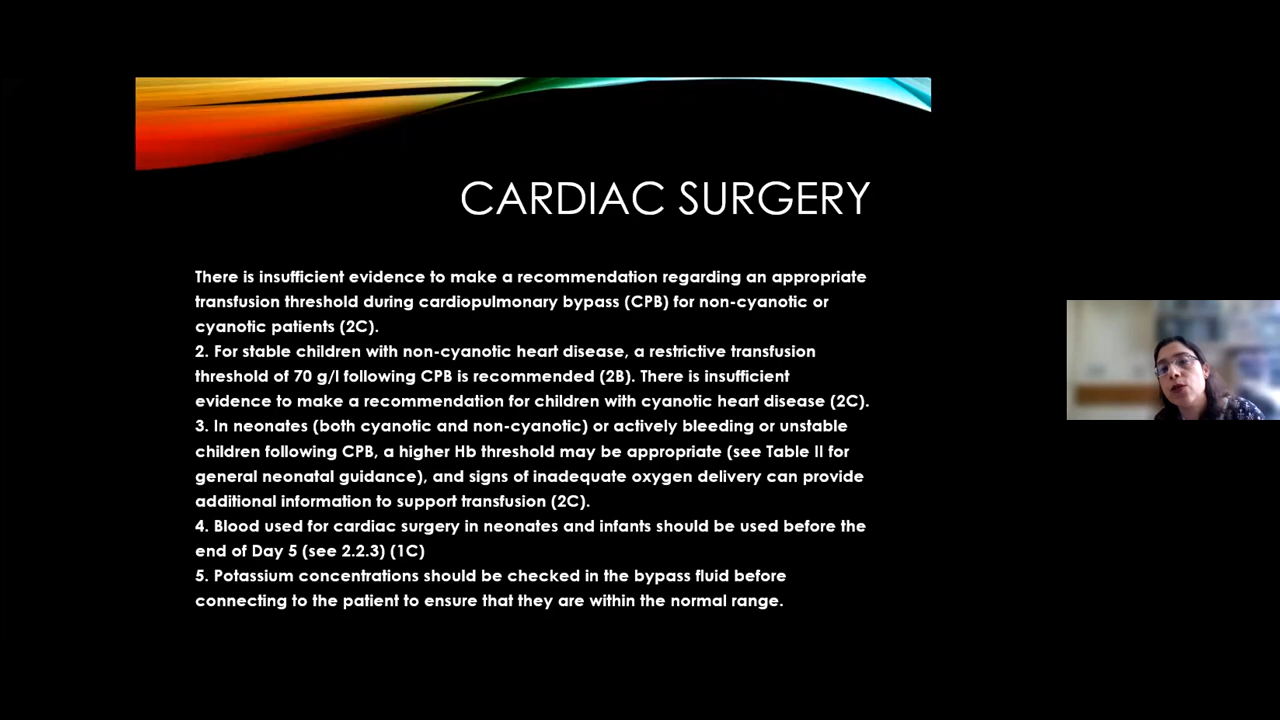 CARDIAC SURGERY
There is insufficient evidence to make a recommendation regarding an appropriate
transfusion threshold during cardiopulmonary bypass (CPB) for non-cyanotic or
cyanotic patients (2C).
2. For stable children with non-cyanotic heart disease, a restrictive transfusion
threshold of 70 g/l following CPB is recommended (2B). There is insufficient
evidence to make a recommendation for children with cyanotic heart disease (2C).
3. In neonates (both cyanotic and non-cyanotic) or actively bleeding or unstable
children following CPB, a higher Hb threshold may be appropriate (see Table II for
general neonatal guidance), and signs of inadequate oxygen delivery can provide
additional information to support transfusion (2C).
4. Blood used for cardiac surgery in neonates and infants should be used before the
end of Day 5 (see 2.2.3) (1C)
5. Potassium concentrations should be checked in the bypass fluid before
connecting to the patient to ensure that they are within the normal range.